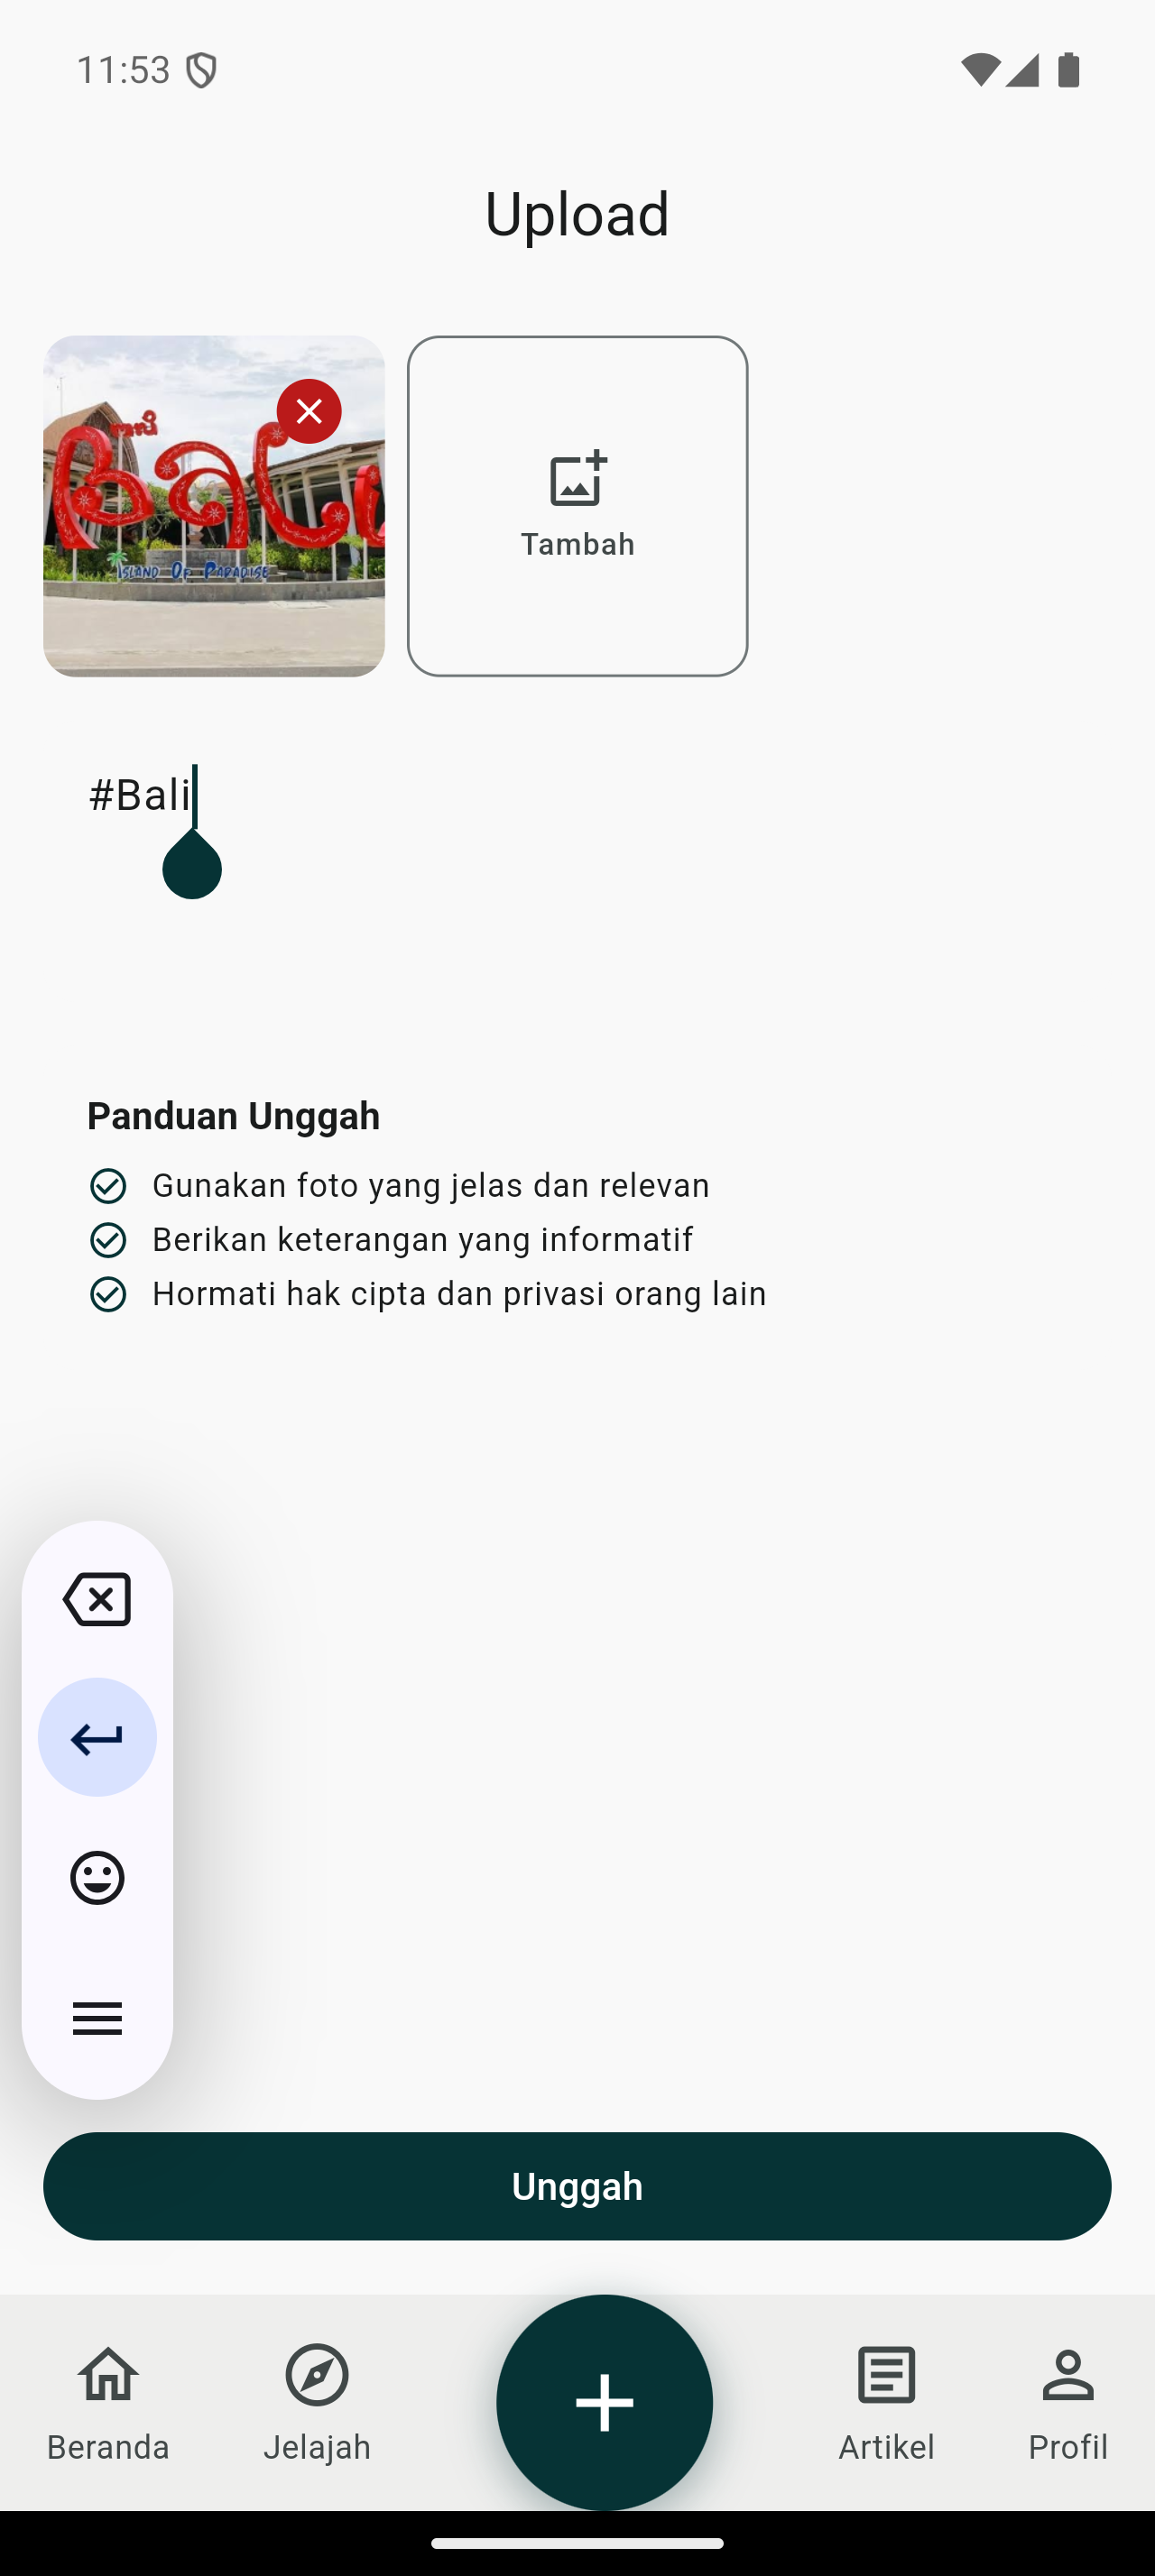 11:53
Upload
Bali
Island Of Paradise
Tambah
#Bali
Panduan Unggah
Gunakan foto yang jelas dan relevan
Berikan keterangan yang informatif
Hormati hak cipta dan privasi orang lain
Unggah
Beranda
Jelajah
Artikel
Profil